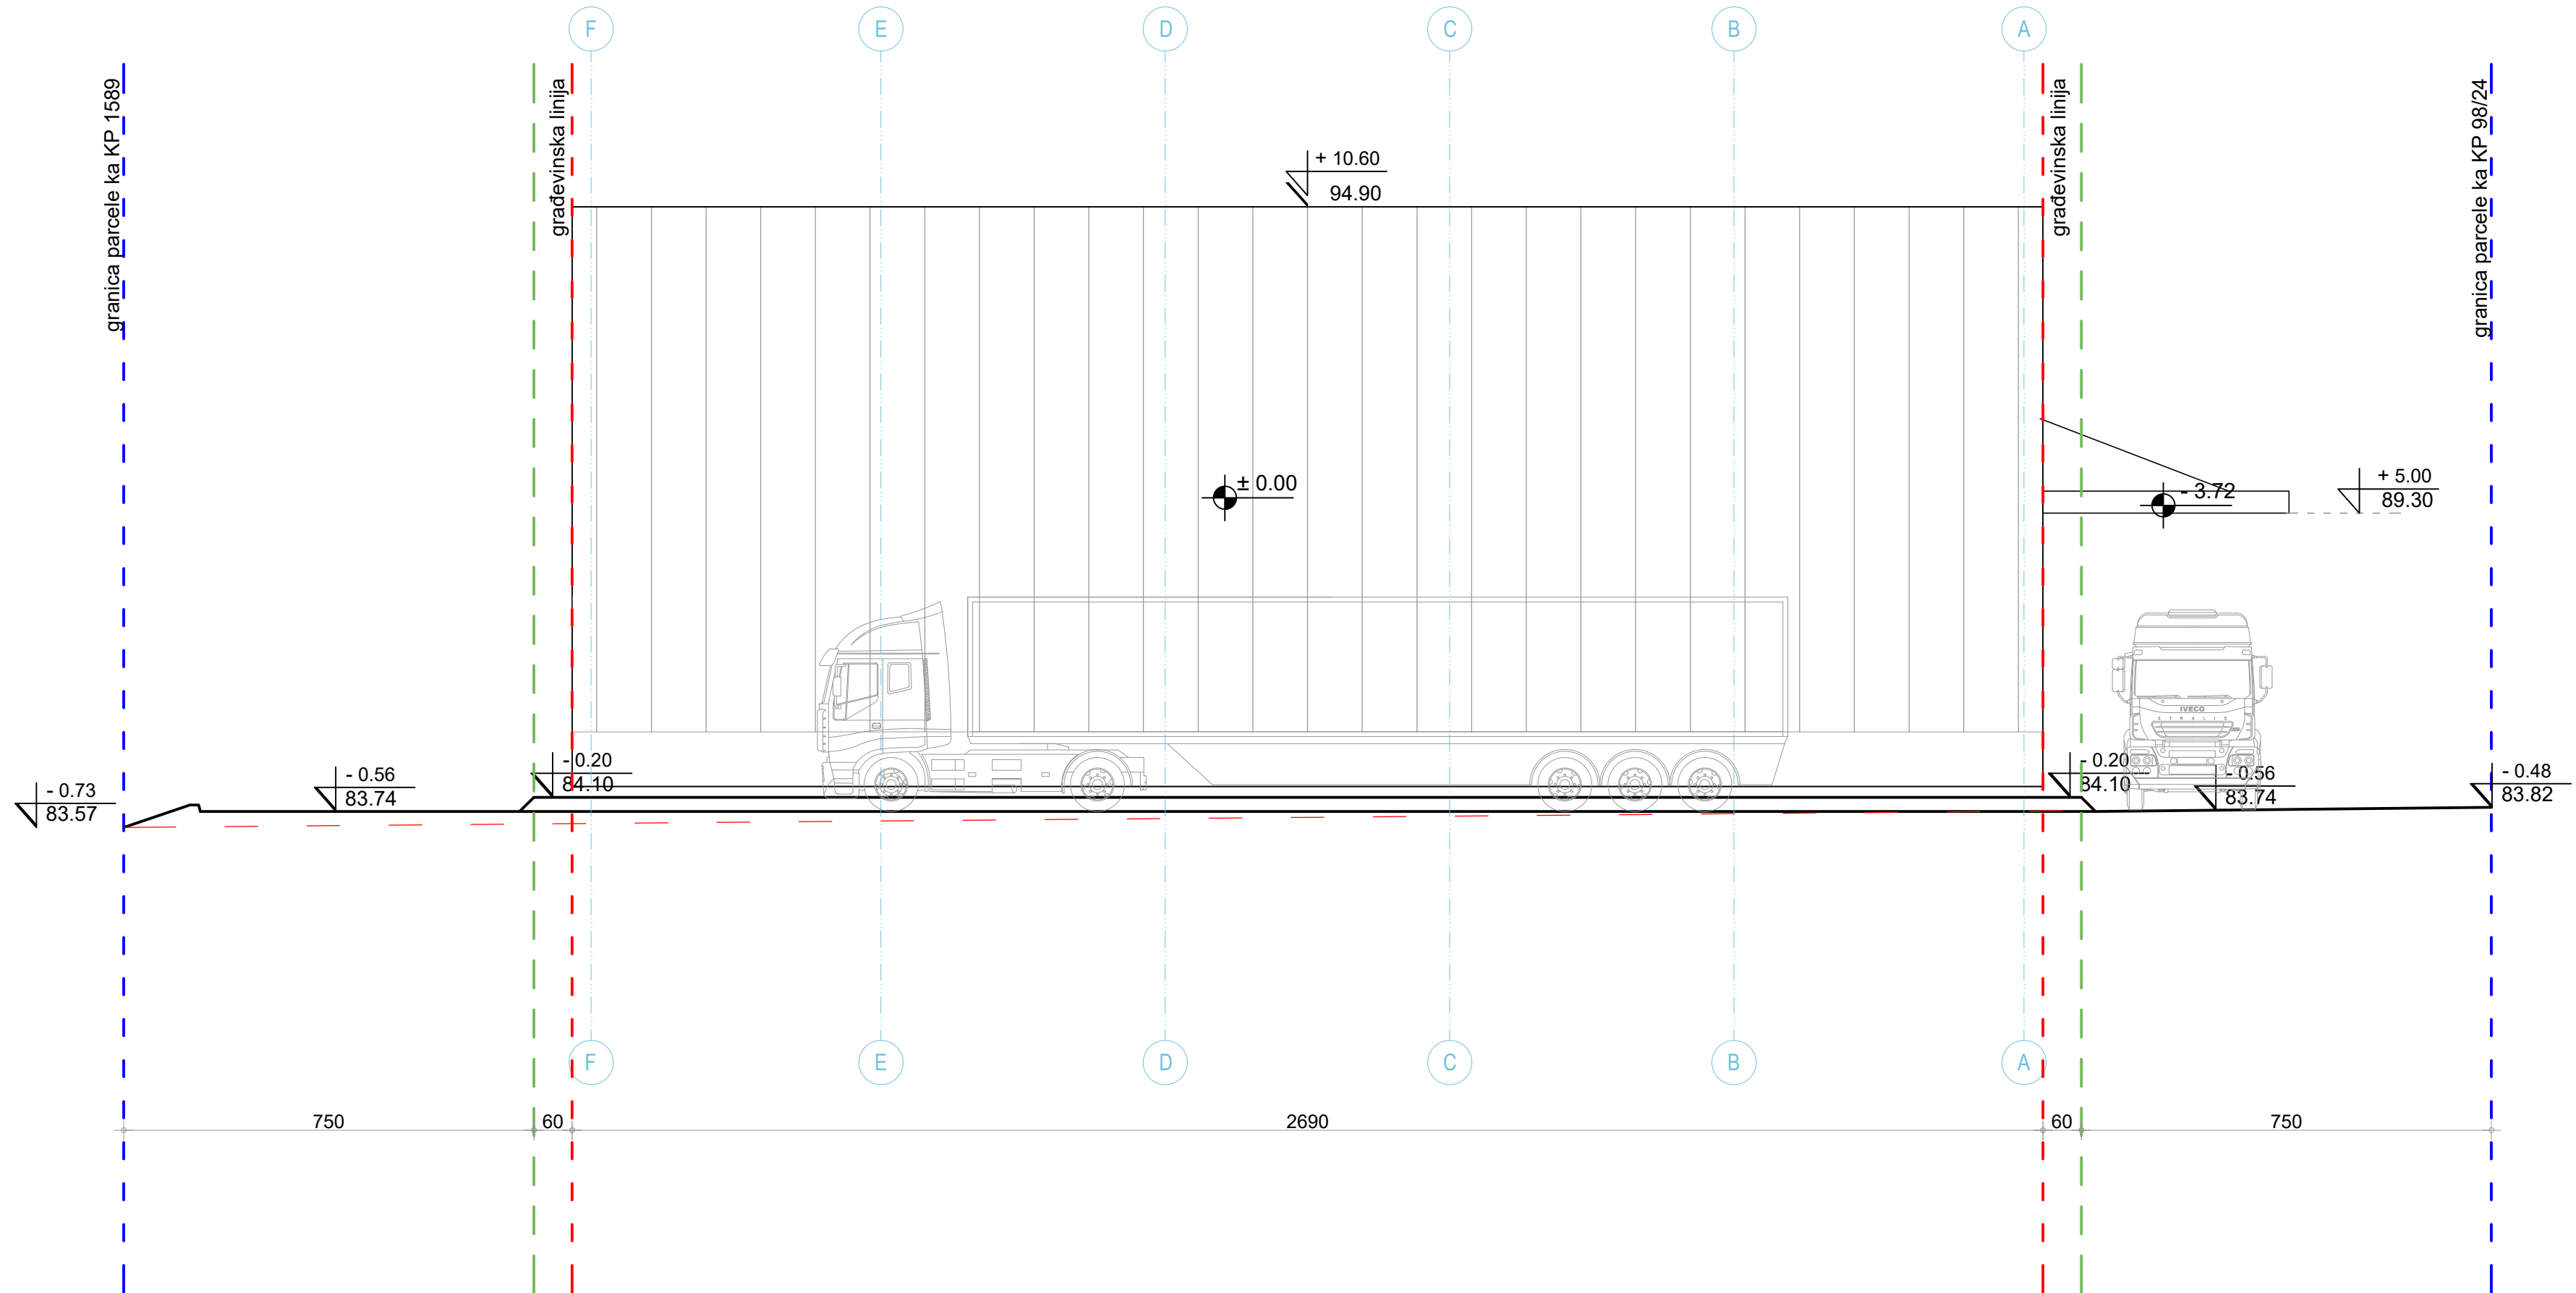 F E D C B A
granica parcele ka KP 1589
građevinska linija
građevinska linija
granica parcele ka KP 98/24
+ 10.60
94.90
± 0.00
- 3.72
+ 5.00
89.30
- 0.73
83.57
- 0.56
83.74
- 0.20
84.10
- 0.20
84.10
- 0.56
83.74
- 0.48
83.82
IVECO
STRALIS
F E D C B A
750 60 2690 60 750